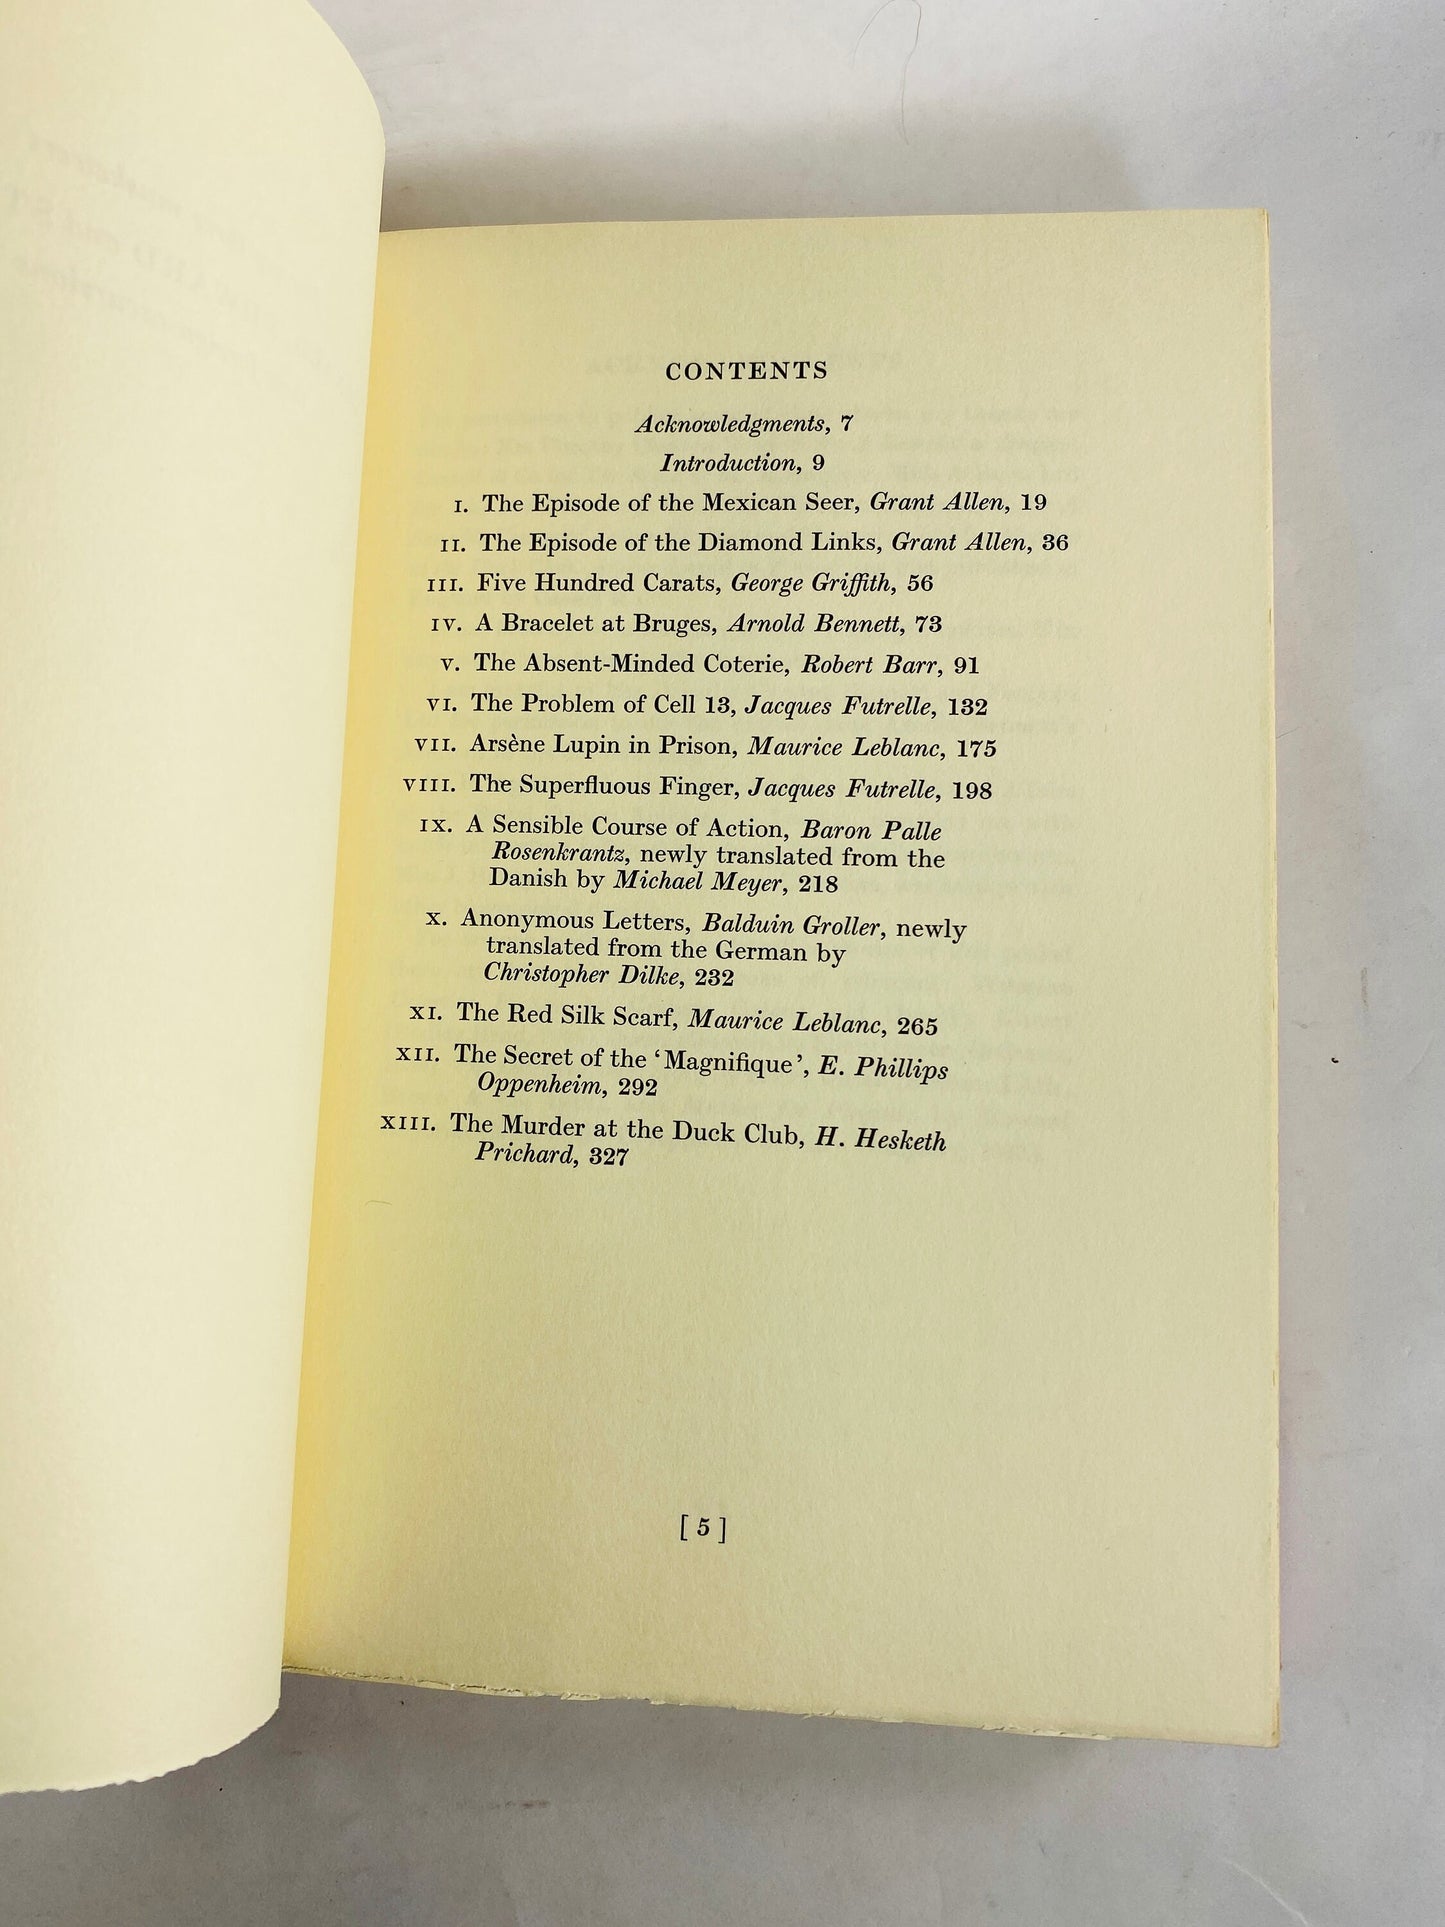 CONTENTS
Acknowledgments, 7
Introduction, 9
I. The Episode of the Mexican Seer, Grant Allen, 19
II. The Episode of the Diamond Links, Grant Allen, 36
III. Five Hundred Carats, George Griffith, 56
IV. A Bracelet at Bruges, Arnold Bennett, 73
V. The Absent-Minded Coterie, Robert Barr, 91
VI. The Problem of Cell 13, Jacques Futrelle, 132
VII. Arsène Lupin in Prison, Maurice Leblanc, 175
VIII. The Superfluous Finger, Jacques Futrelle, 198
IX. A Sensible Course of Action, Baron Palle
Rosenkrantz, newly translated from the
Danish by Michael Meyer, 218
X. Anonymous Letters, Balduin Groller, newly
translated from the German by
Christopher Dilke, 232
XI. The Red Silk Scarf, Maurice Leblanc, 265
XII. The Secret of the ‘Magnifique’, E. Phillips
Oppenheim, 292
XIII. The Murder at the Duck Club, H. Hesketh
Prichard, 327
[ 5 ]